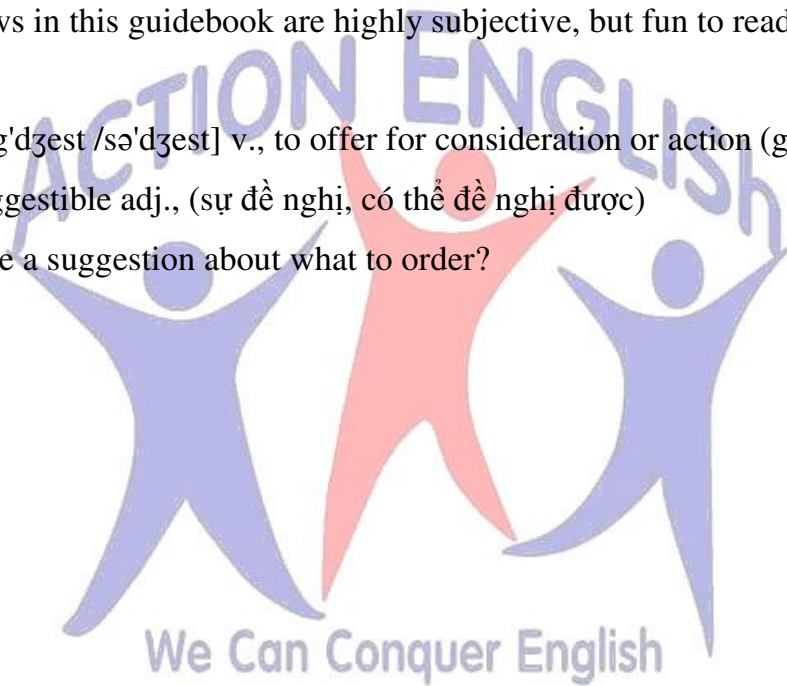 ws in this guidebook are highly subjective, but fun to read
ACTION ENGLISH
g'dʒest /sə'dʒest] v., to offer for consideration or action (g
ggestible adj., (sự đề nghị, có thể đề nghị được)
e a suggestion about what to order?
We Can Conquer English